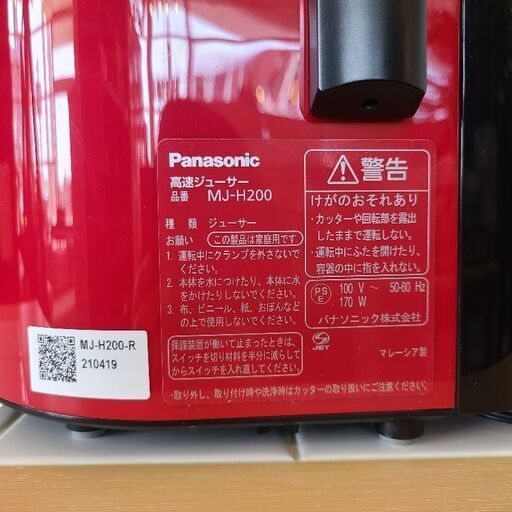 Panasonic
高速ジューサー
品番 MJ-H200
種 類 ジューサー
お願い この製品は家庭用です
1. 運転中にクランプを外さないで
ください。
2. 本体を水につけたり、本体に水
をかけたりしないでください。
3. 布、ビニール、紙、おぼんなど
の上で使用しないでください。
保護装置が働いて止まったときは、
スイッチを切り材料を半分に減らして
からスイッチを入れ直してください。
・取り外し、取り付け時や洗浄時はカッターの取り扱いにご注意ください。
警告
けがのおそれあり
・カッターや回転部を露出
したままで運転しない。
・運転中にふたを開けたり、
容器の中に指を入れない。
PS
E
100 V ～ 50-60 Hz
170 W
パナソニック株式会社
S
JET
マレーシア製
MJ-H200-R
210419